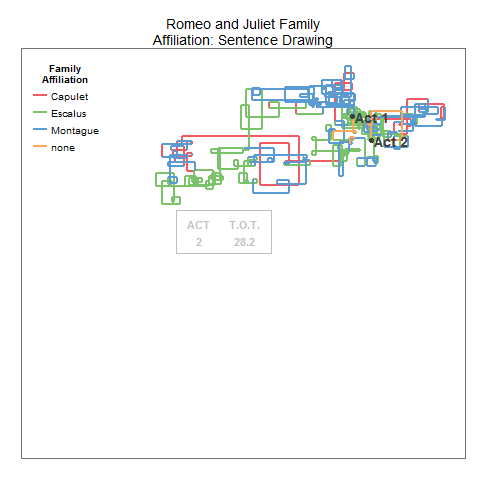 Romeo and Juliet Family
Affiliation: Sentence Drawing
Family
Affiliation
Capulet
Escalus
Montague
none
Act 1
Act 2
ACT T.O.T.
2 28.2